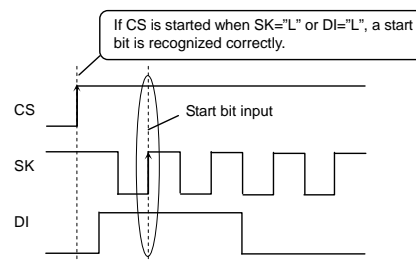 If CS is started when SK="L" or DI="L", a start
bit is recognized correctly.
CS
Start bit input
SK
DI